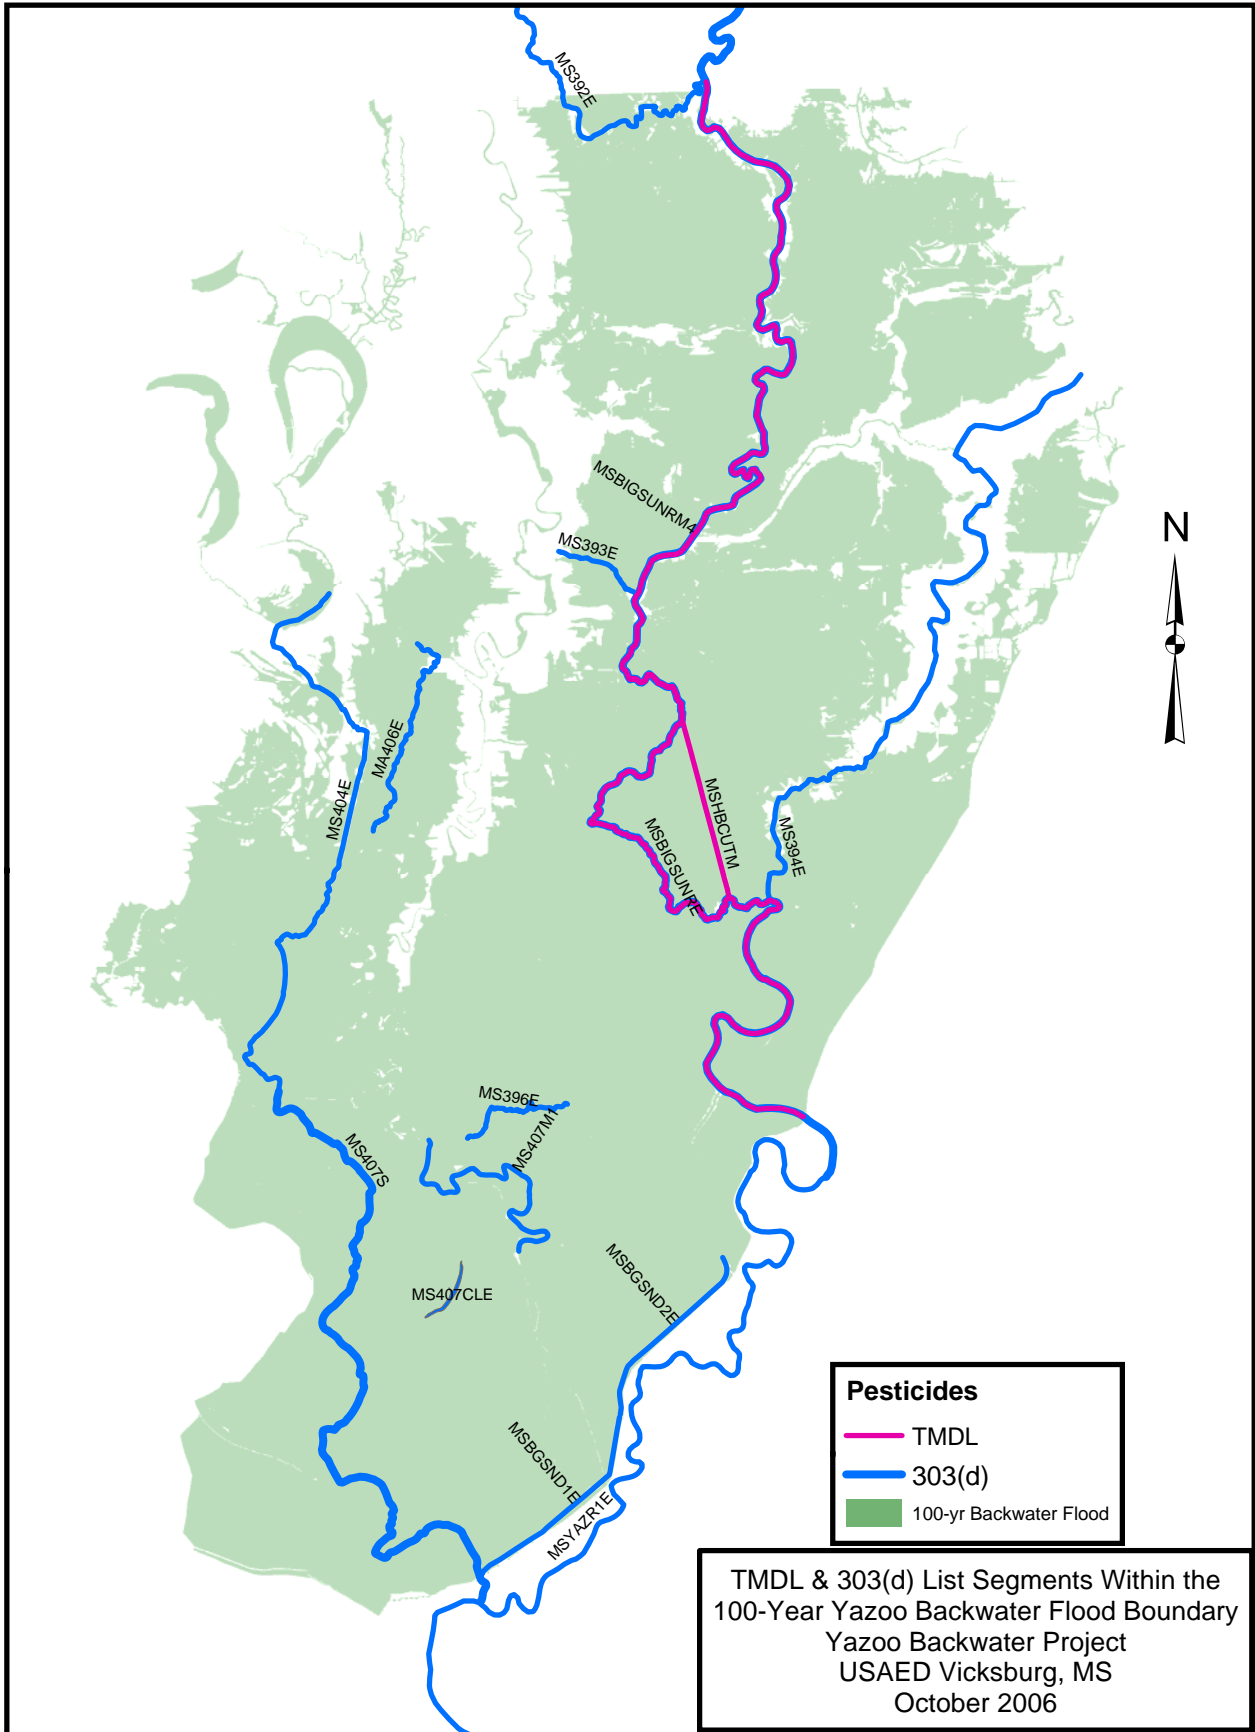 MS392E
MSBIGSUNRM4
MS393E
N
MA406E
MS404E
MSHBCUTM
MSBIGSUNRE
MS394E
MS396E
MS407M1
MS407S
MSBGSND2E
MS407CLE
MSBGSND1E
MSYAZR1E
Pesticides
TMDL
303(d)
100-yr Backwater Flood
TMDL & 303(d) List Segments Within the
100-Year Yazoo Backwater Flood Boundary
Yazoo Backwater Project
USAED Vicksburg, MS
October 2006